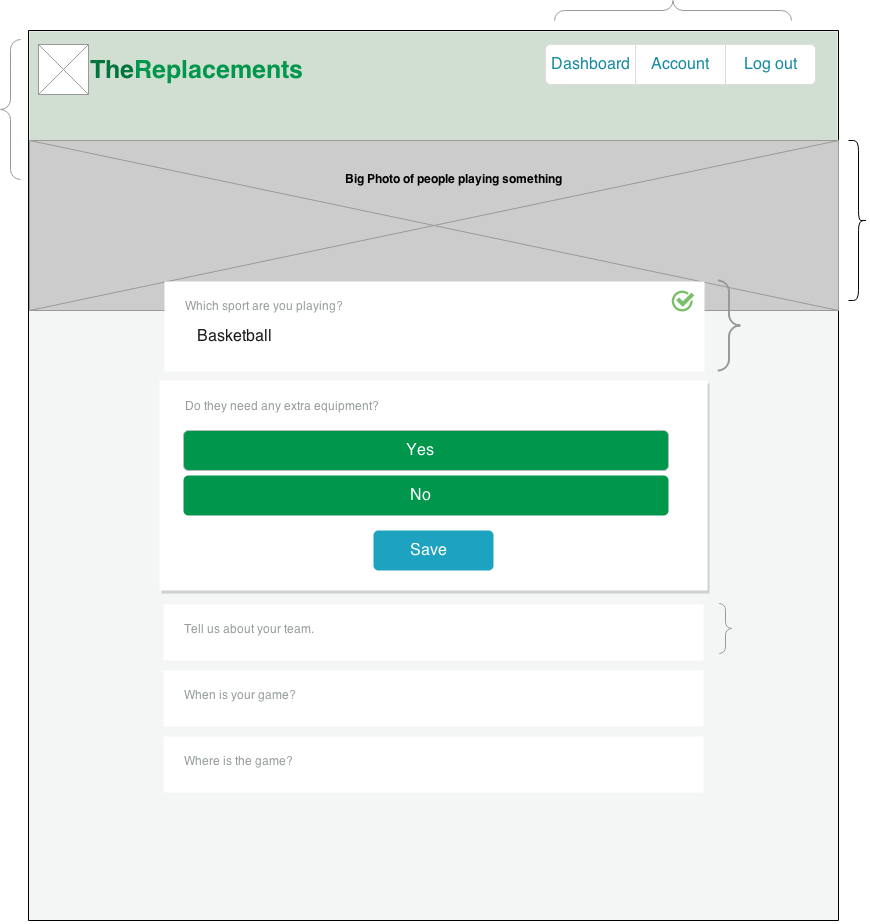 TheReplacements
Dashboard Account Log out
Big Photo of people playing something
Which sport are you playing?
Basketball
Do they need any extra equipment?
Yes
No
Save
Tell us about your team.
When is your game?
Where is the game?